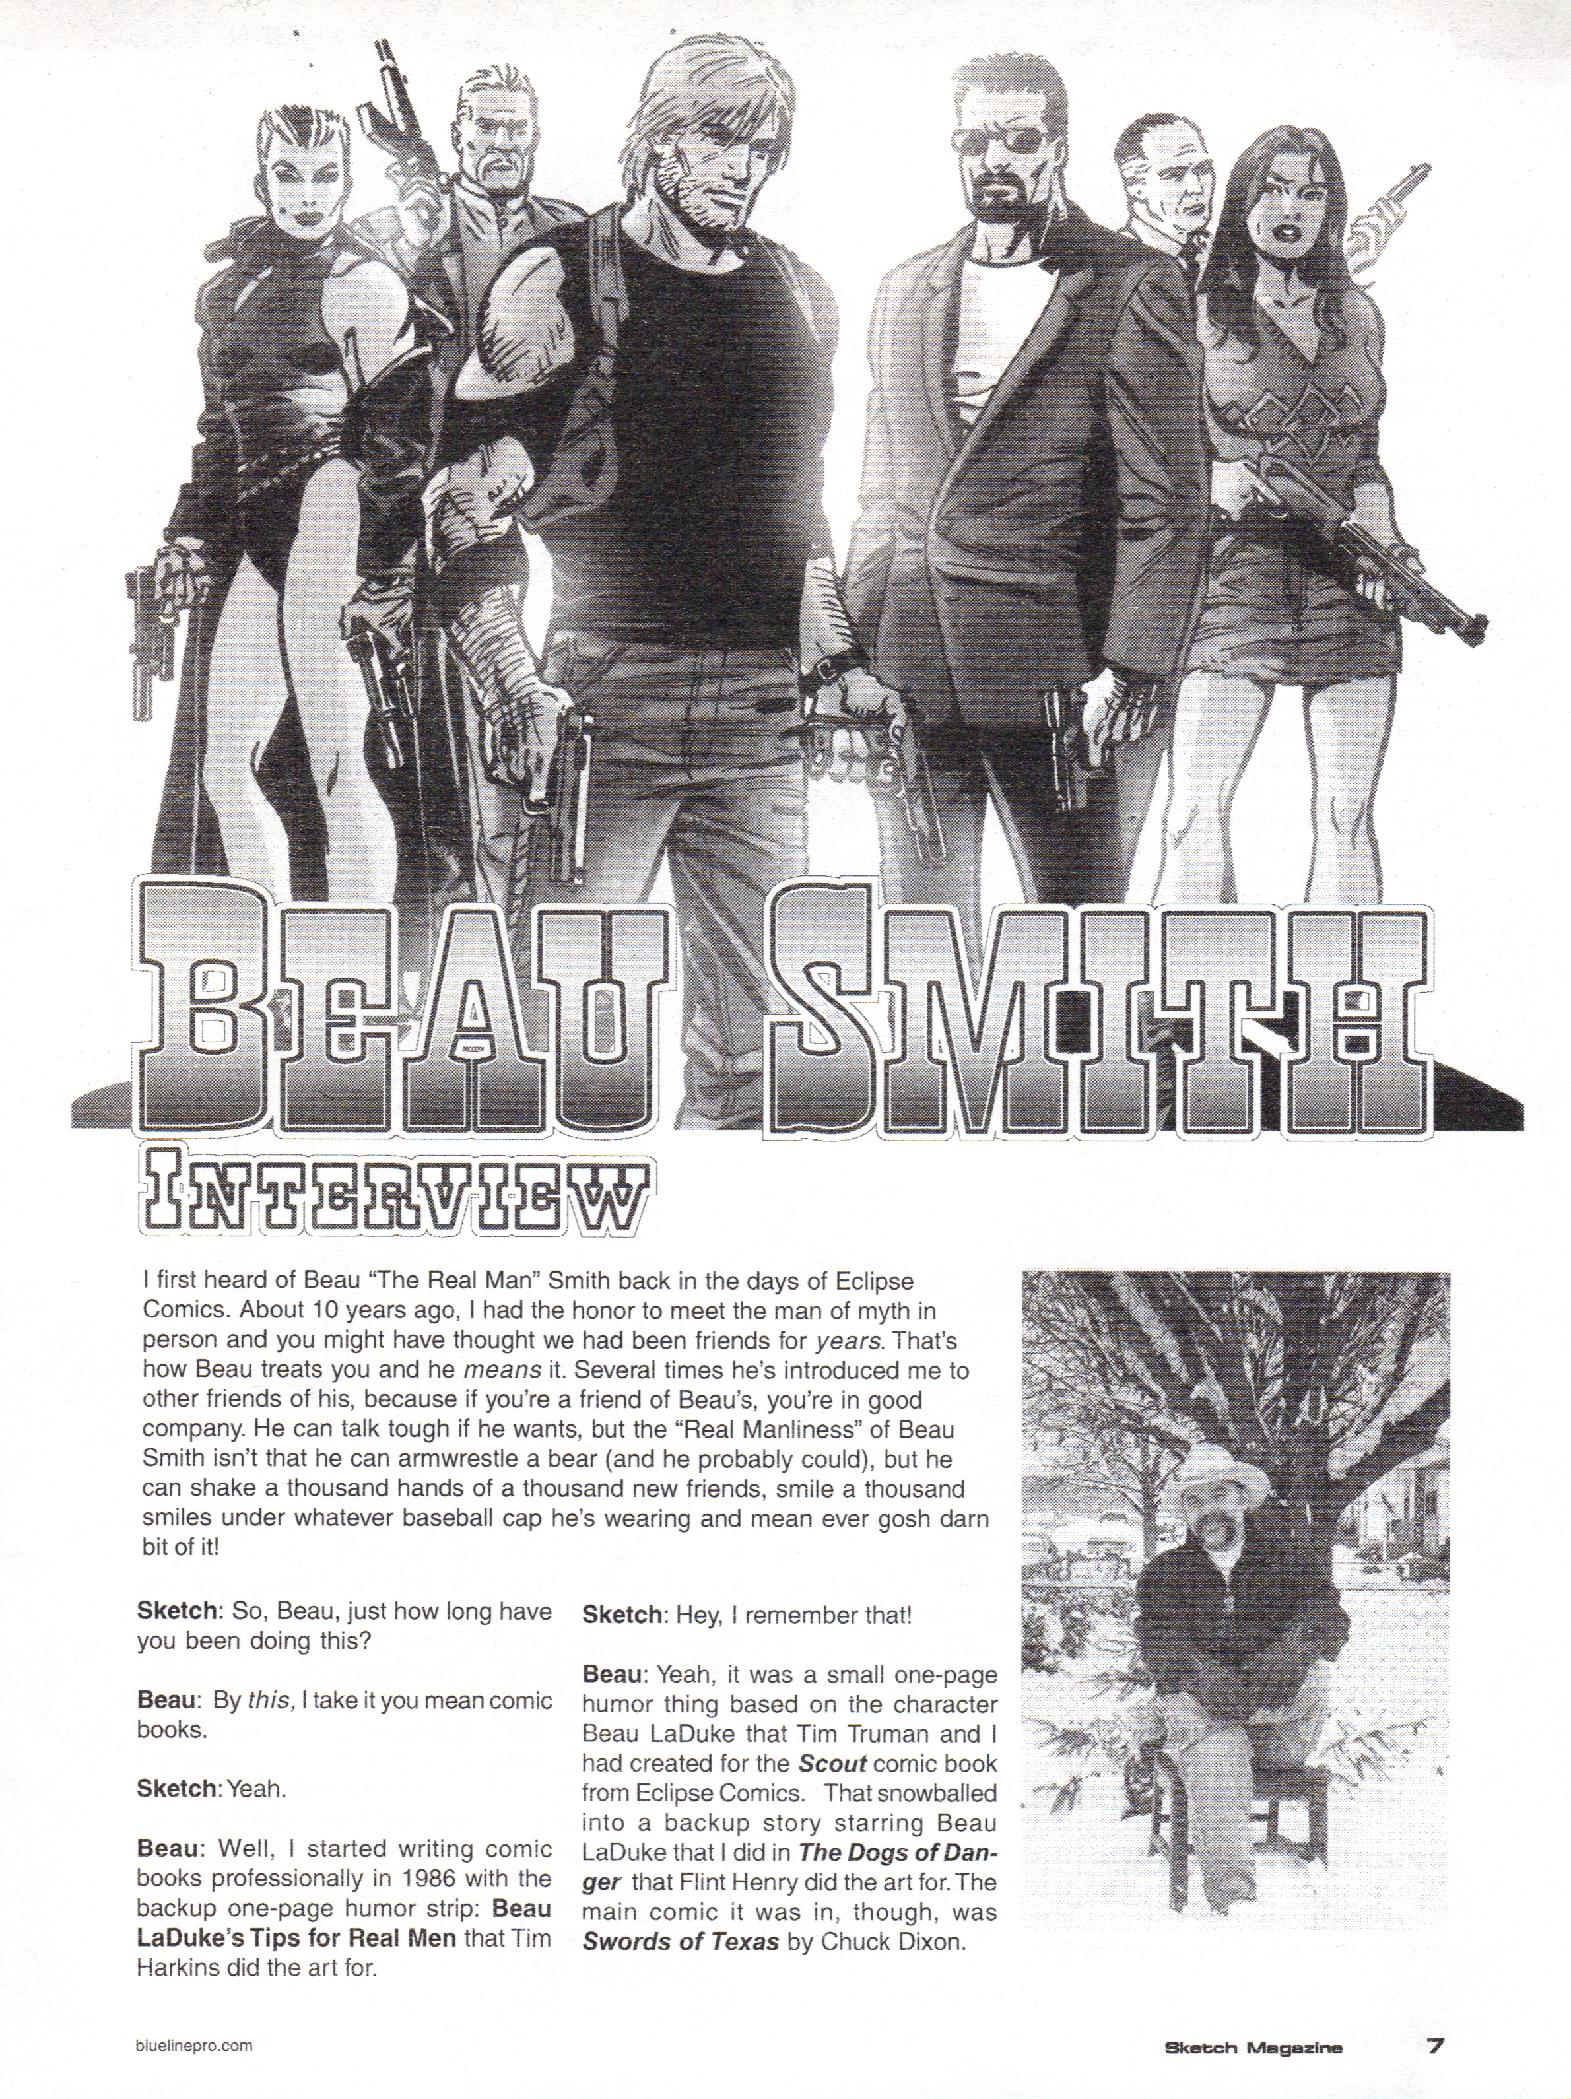 BEAU SMITH
INTERVIEW
I first heard of Beau “The Real Man” Smith back in the days of Eclipse
Comics. About 10 years ago, I had the honor to meet the man of myth in
person and you might have thought we had been friends for years. That’s
how Beau treats you and he means it. Several times he’s introduced me to
other friends of his, because if you’re a friend of Beau’s, you’re in good
company. He can talk tough if he wants, but the “Real Manliness” of Beau
Smith isn’t that he can armwrestle a bear (and he probably could), but he
can shake a thousand hands of a thousand new friends, smile a thousand
smiles under whatever baseball cap he’s wearing and mean ever gosh darn
bit of it!
Sketch: So, Beau, just how long have
you been doing this?
Beau: By this, I take it you mean comic
books.
Sketch: Yeah.
Beau: Well, I started writing comic
books professionally in 1986 with the
backup one-page humor strip: Beau
LaDuke’s Tips for Real Men that Tim
Harkins did the art for.
Sketch: Hey, I remember that!
Beau: Yeah, it was a small one-page
humor thing based on the character
Beau LaDuke that Tim Truman and I
had created for the Scout comic book
from Eclipse Comics. That snowballed
into a backup story starring Beau
LaDuke that I did in The Dogs of Dan-
ger that Flint Henry did the art for. The
main comic it was in, though, was
Swords of Texas by Chuck Dixon.
bluelinepro.com
Sketch Magazine 7